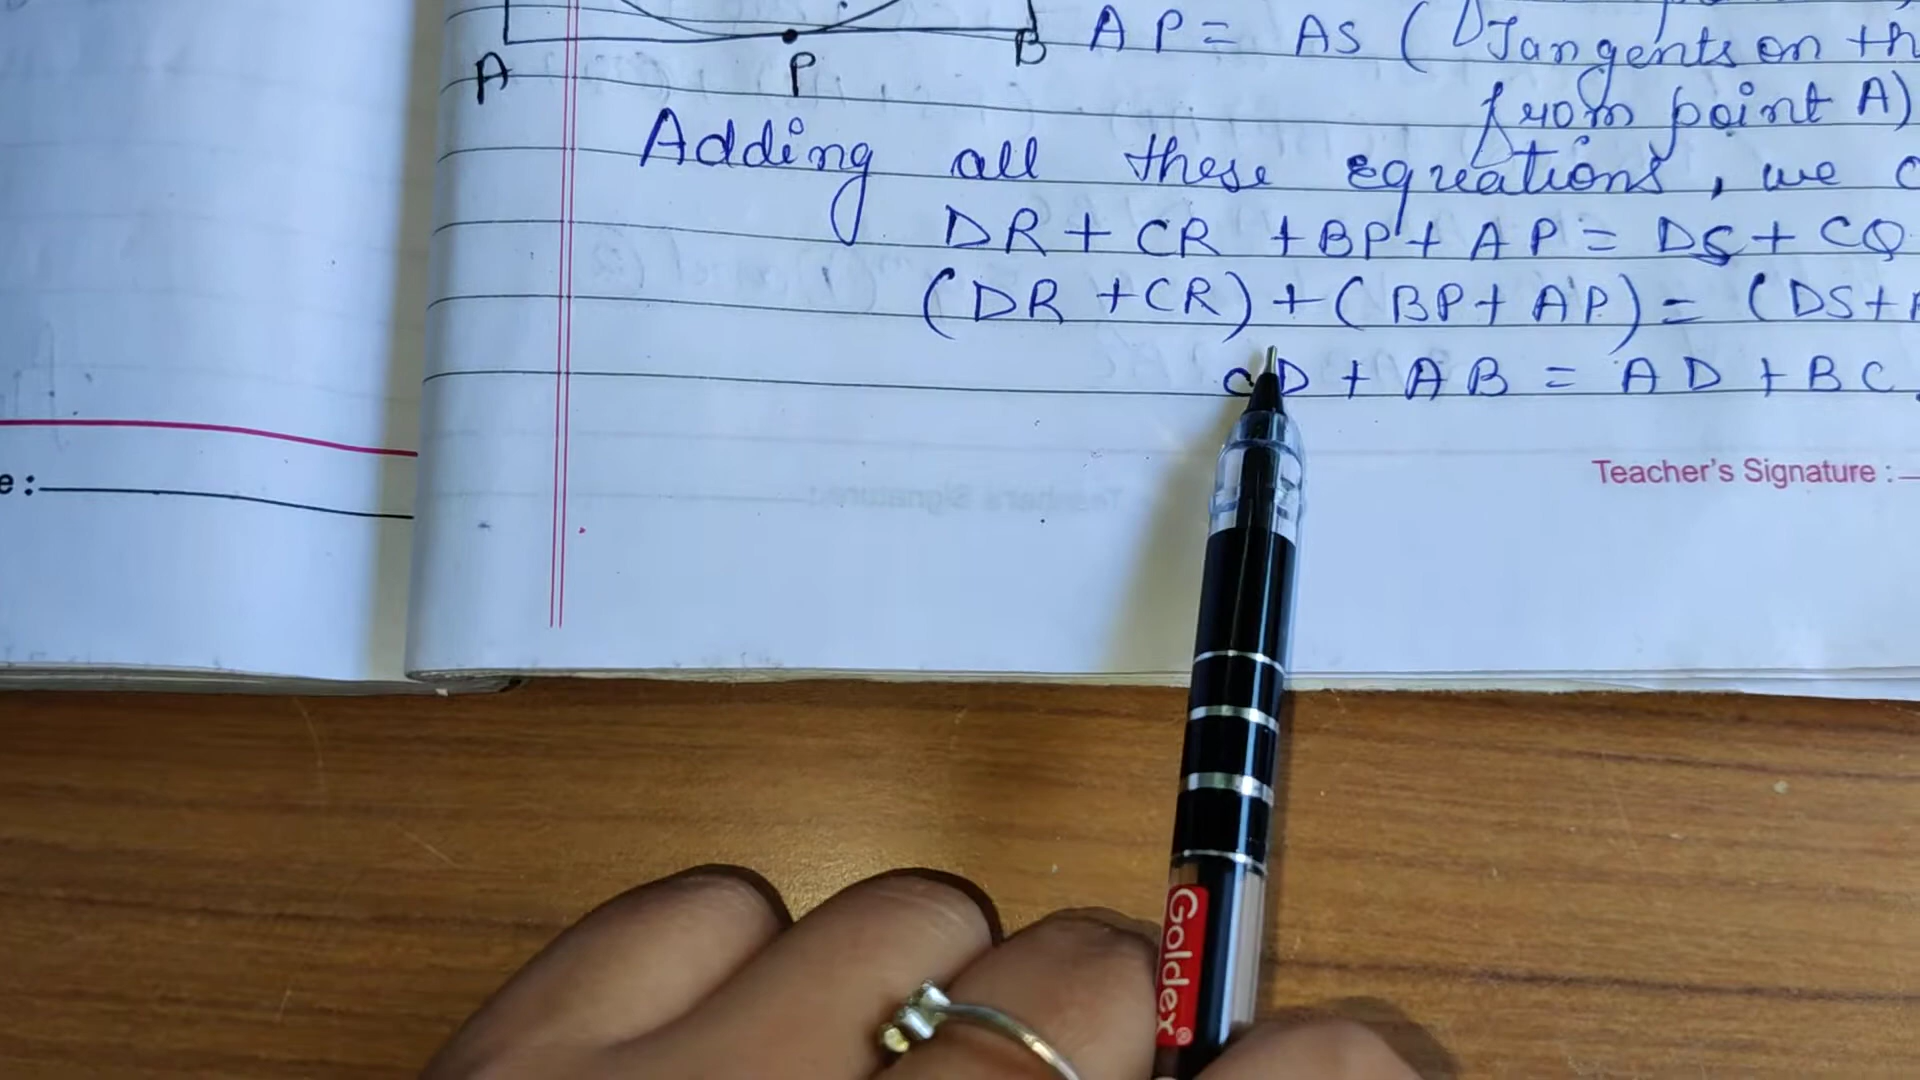 A P B AP = AS (Tangents on th
from point A)
Adding all these equations, we
DR + CR + BP + AP = DS + CQ
(DR + CR) + (BP + AP) = (DS +
CD + AB = AD + BC
Teacher's Signature :
e :
Goldex